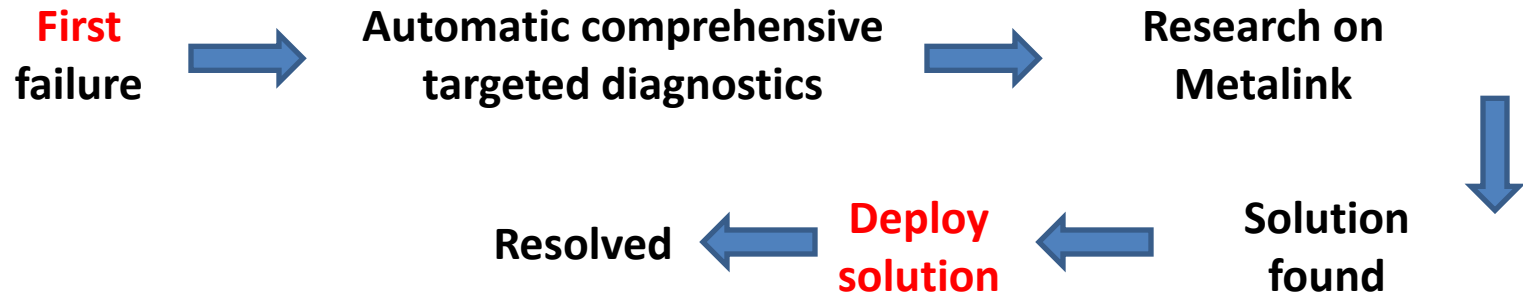 First
failure
Automatic comprehensive
targeted diagnostics
Research on
Metalink
Solution
found
Deploy
solution
Resolved